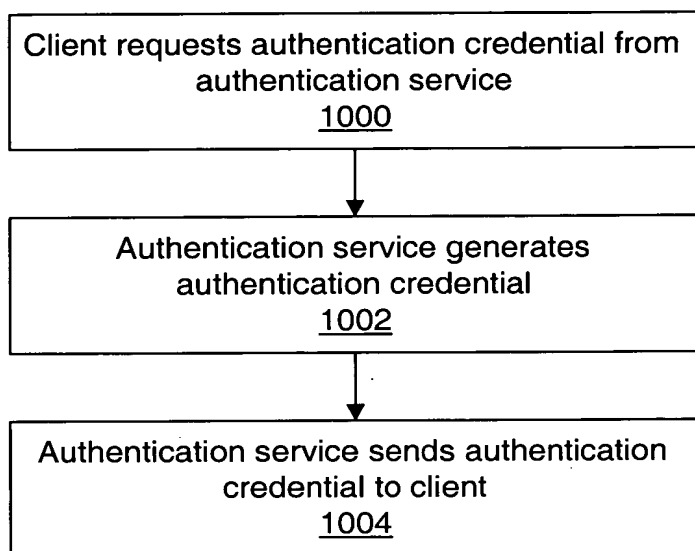 Client requests authentication credential from
authentication service
1000
Authentication service generates
authentication credential
1002
Authentication service sends authentication
credential to client
1004